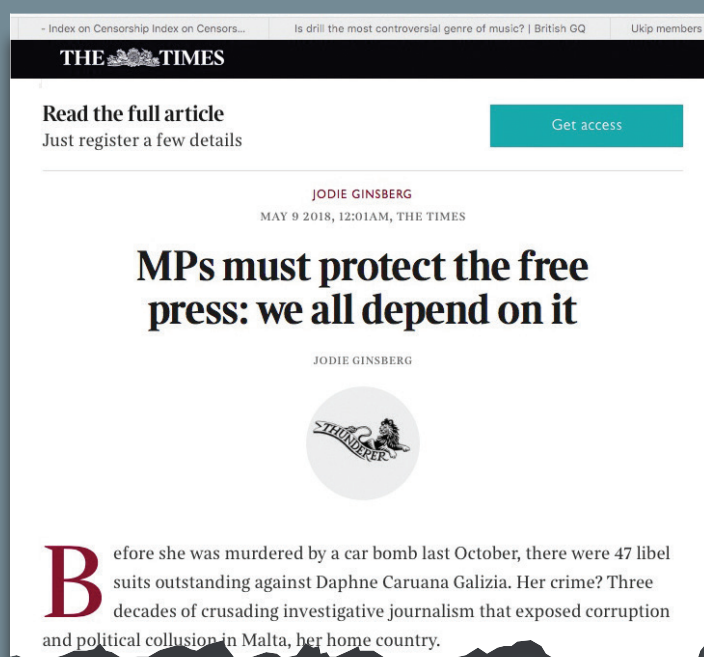 - Index on Censorship Index on Censors...
Is drill the most controversial genre of music? | British GQ
Ukip members
THE TIMES
Read the full article
Just register a few details
Get access
JODIE GINSBERG
MAY 9 2018, 12:01AM, THE TIMES
MPs must protect the free
press: we all depend on it
JODIE GINSBERG
THUNDERER
Before she was murdered by a car bomb last October, there were 47 libel
suits outstanding against Daphne Caruana Galizia. Her crime? Three
decades of crusading investigative journalism that exposed corruption
and political collusion in Malta, her home country.